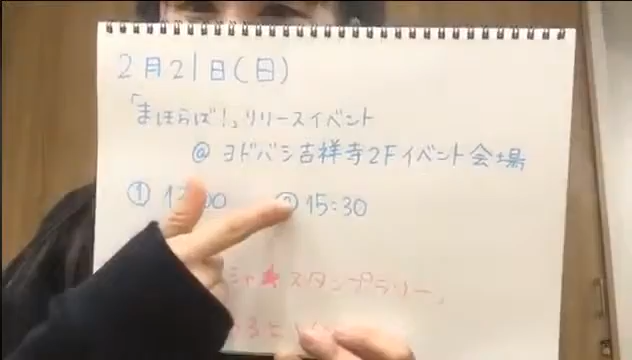 2月21日(日)
「まほらば!」リリースイベント
@ ヨドバシ吉祥寺2Fイベント会場
① ② 15:30
★スタンプラリー」